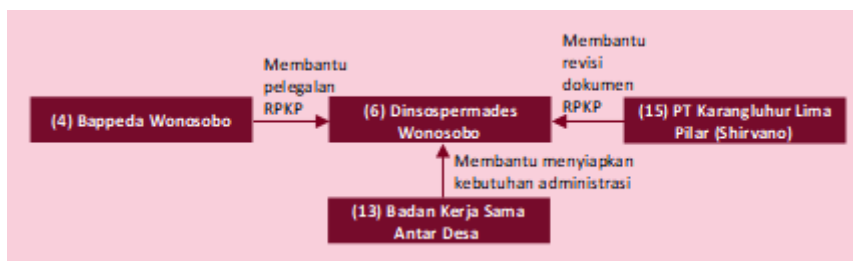 Membantu
pelegalan
RPKP
Membantu
revisi
dokumen
RPKP
(4) Bappeda Wonosobo
(6) Dinsospermades
Wonosobo
(15) PT Karangluhur Lima
Pilar (Shirvano)
Membantu menyiapkan
kebutuhan administrasi
(13) Badan Kerja Sama
Antar Desa